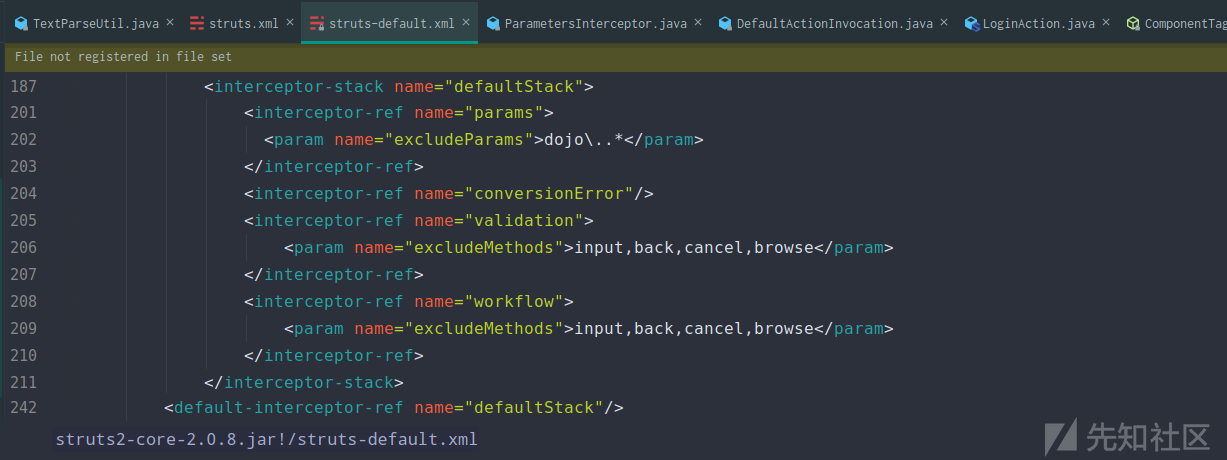 TextParseUtil.java × struts.xml × struts-default.xml × ParametersInterceptor.java × DefaultActionInvocation.java × LoginAction.java × ComponentTag
File not registered in file set
187 <interceptor-stack name="defaultStack">
201 <interceptor-ref name="params">
202 <param name="excludeParams">dojo\..*</param>
203 </interceptor-ref>
204 <interceptor-ref name="conversionError"/>
205 <interceptor-ref name="validation">
206 <param name="excludeMethods">input,back,cancel,browse</param>
207 </interceptor-ref>
208 <interceptor-ref name="workflow">
209 <param name="excludeMethods">input,back,cancel,browse</param>
210 </interceptor-ref>
211 </interceptor-stack>
242 <default-interceptor-ref name="defaultStack"/>
struts2-core-2.0.8.jar!/struts-default.xml
先知社区